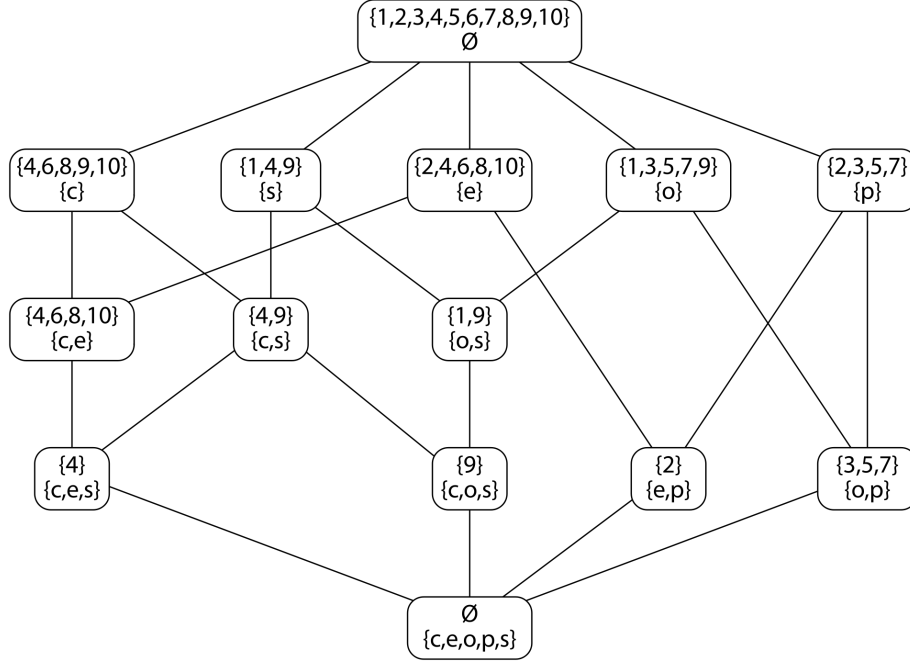 {1,2,3,4,5,6,7,8,9,10}
Ø
{4,6,8,9,10}
{c}
{1,4,9}
{s}
{2,4,6,8,10}
{e}
{1,3,5,7,9}
{o}
{2,3,5,7}
{p}
{4,6,8,10}
{c,e}
{4,9}
{c,s}
{1,9}
{o,s}
{4}
{c,e,s}
{9}
{c,o,s}
{2}
{e,p}
{3,5,7}
{o,p}
Ø
{c,e,o,p,s}